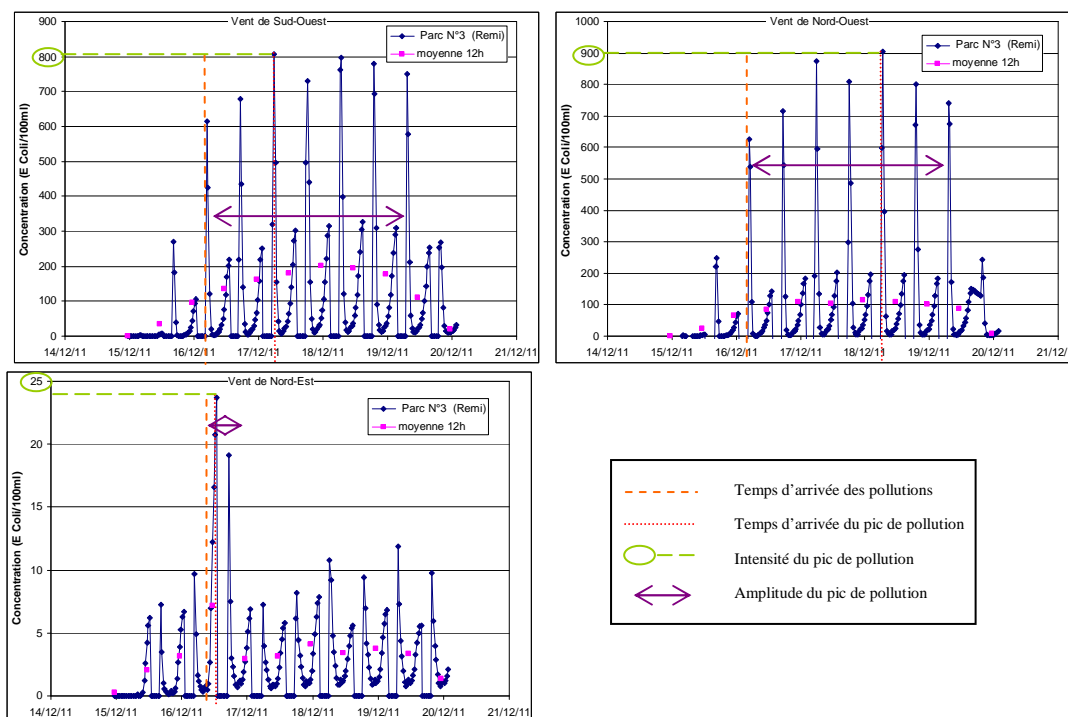 Vent de Sud-Ouest
Concentration (E Coli/100ml)
900
800
700
600
500
400
300
200
100
0
14/12/11 15/12/11 16/12/11 17/12/11 18/12/11 19/12/11 20/12/11 21/12/11
Parc N°3 (Remi)
moyenne 12h
Vent de Nord-Ouest
Concentration (E Coli/100ml)
1000
900
800
700
600
500
400
300
200
100
0
14/12/11 15/12/11 16/12/11 17/12/11 18/12/11 19/12/11 20/12/11 21/12/11
Parc N°3 (Remi)
moyenne 12h
Vent de Nord-Est
Concentration (E Coli/100ml)
25
20
15
10
5
0
14/12/11 15/12/11 16/12/11 17/12/11 18/12/11 19/12/11 20/12/11 21/12/11
Parc N°3 (Remi)
moyenne 12h
Temps d'arrivée des pollutions
Temps d'arrivée du pic de pollution
Intensité du pic de pollution
Amplitude du pic de pollution